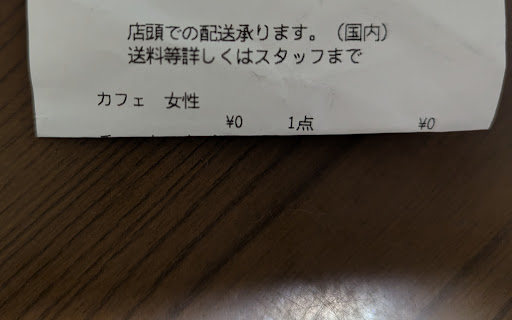 店頭での配送承ります。（国内）
送料等詳しくはスタッフまで
カフェ 女性
¥0 1点 ¥0